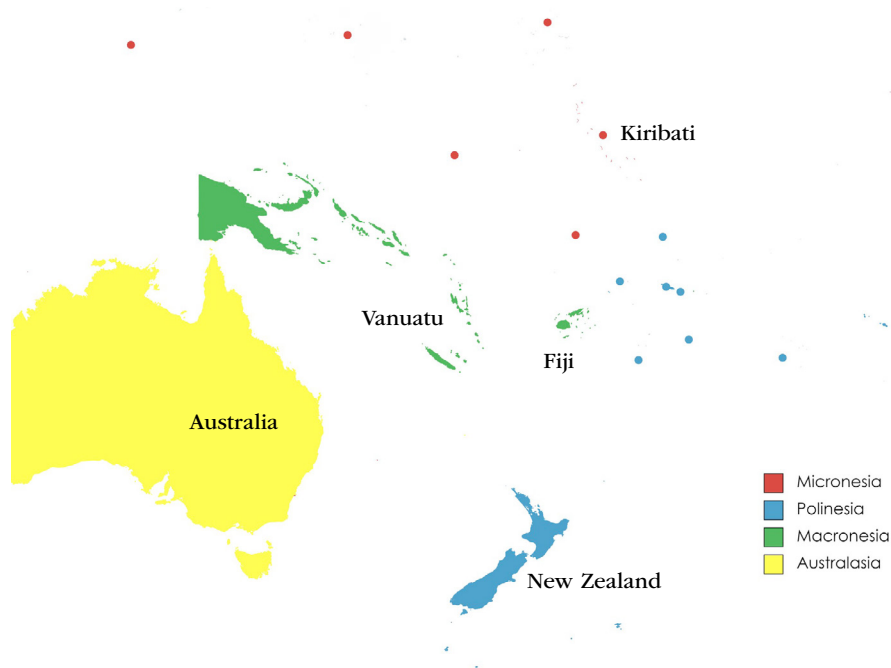 Kiribati
Vanuatu
Fiji
Australia
New Zealand
Micronesia
Polinesia
Macronesia
Australasia